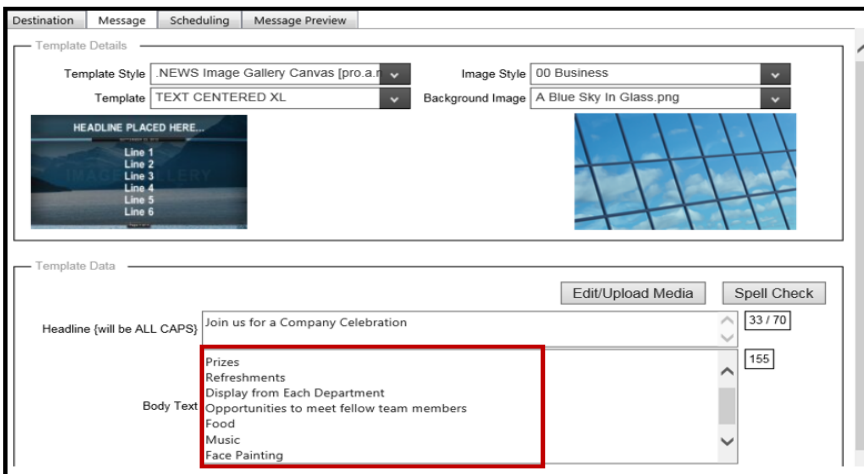 Destination Message Scheduling Message Preview
Template Details
Template Style .NEWS Image Gallery Canvas [pro.a.r Image Style 00 Business
Template TEXT CENTERED XL Background Image A Blue Sky In Glass.png
HEADLINE PLACED HERE...
Line 1
Line 2
Line 3
Line 4
Line 5
Line 6
IMAGE GALLERY
Template Data
Edit/Upload Media Spell Check
Headline {will be ALL CAPS} Join us for a Company Celebration 33 / 70
Body Text
Prizes 155
Refreshments
Display from Each Department
Opportunities to meet fellow team members
Food
Music
Face Painting